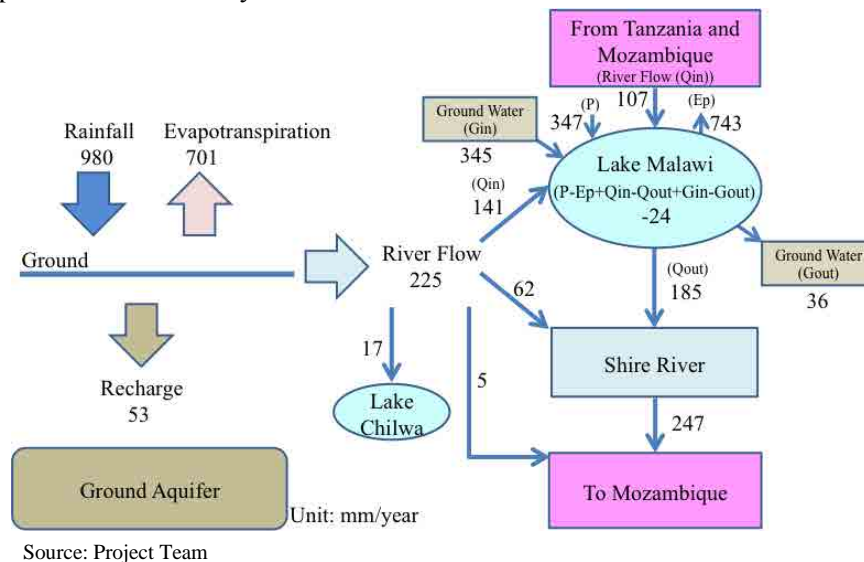 From Tanzania and
Mozambique
(River Flow (Qin))
(P)
107
(Ep)
347
743
Ground Water
(Gin)
345
Rainfall
980
Evapotranspiration
701
Lake Malawi
(P-Ep+Qin-Qout+Gin-Gout)
-24
(Qin)
141
Ground
River Flow
225
62
(Qout)
185
Ground Water
(Gout)
36
17
5
Shire River
Recharge
53
Lake
Chilwa
247
Ground Aquifer
To Mozambique
Unit: mm/year
Source: Project Team